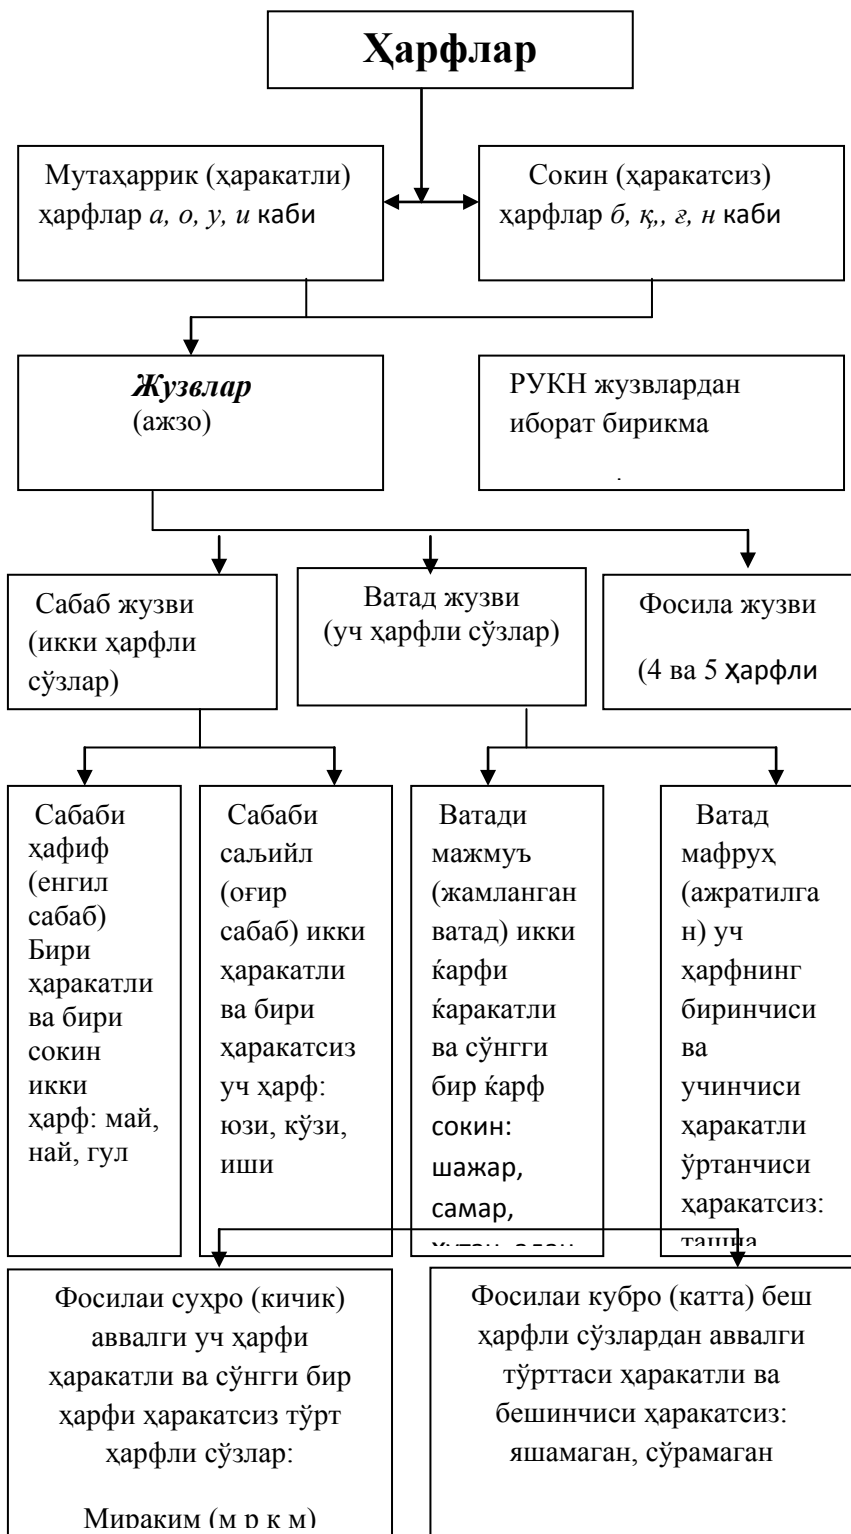 Ҳарфлар
Мутаҳаррик (ҳаракатли)
ҳарфлар а, о, у, и каби
Сокин (ҳаракатсиз)
ҳарфлар б, қ,, ғ, н каби
Жузвлар
(ажзо)
РУКН жузвлардан
иборат бирикма
Сабаб жузви
(икки ҳарфли
сўзлар)
Ватад жузви
(уч ҳарфли сўзлар)
Фосила жузви
(4 ва 5 ҳарфли
Сабаби
ҳафиф
(енгил
сабаб)
Бири
ҳаракатли
ва бири
сокин
икки
ҳарф: май,
най, гул
Сабаби
саљийл
(оғир
сабаб) икки
ҳаракатли
ва бири
ҳаракатсиз
уч ҳарф:
юзи, кўзи,
иши
Ватади
мажмуъ
(жамланган
ватад) икки
ќарфи
ќаракатли
ва сўнгги
бир ќарф
сокин:
шажар,
самар,
Ватад
мафруҳ
(ажратилга
н) уч
ҳарфнинг
биринчиси
ва
учинчиси
ҳаракатли
ўртанчиси
ҳаракатсиз:
ташна
Фосилаи суҳро (кичик)
аввалги уч ҳарфи
ҳаракатли ва сўнгги бир
ҳарфи ҳаракатсиз тўрт
ҳарфли сўзлар:
Мираким (м р к м)
Фосилаи кубро (катта) беш
ҳарфли сўзлардан аввалги
тўрттаси ҳаракатли ва
бешинчиси ҳаракатсиз:
яшамаган, сўрамаган